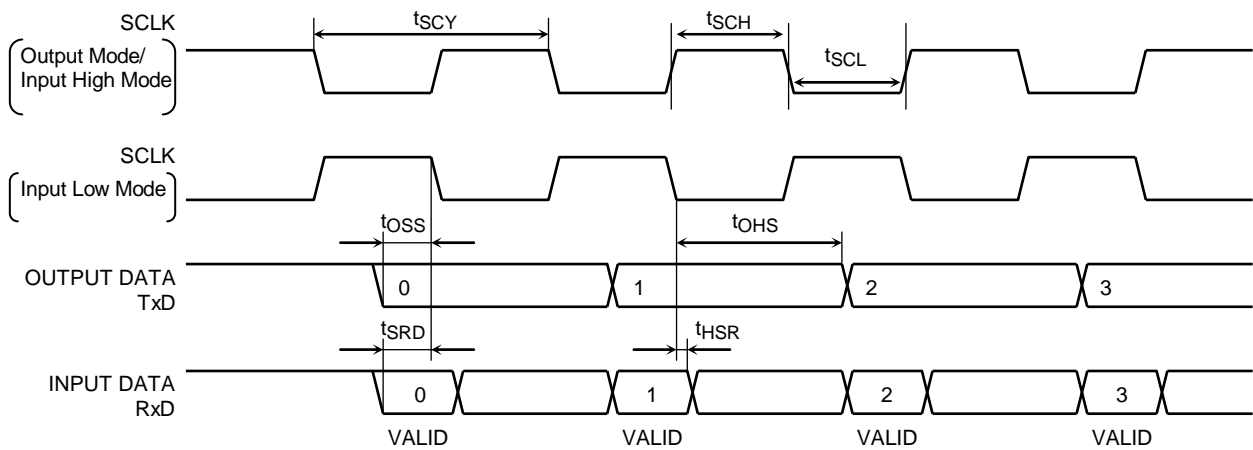 SCLK
Output Mode/
Input High Mode
tSCY
tSCH
tSCL
SCLK
Input Low Mode
tOSS
tOHS
OUTPUT DATA
TxD
0
1
2
3
tSRD
tHSR
INPUT DATA
RxD
0
1
2
3
VALID
VALID
VALID
VALID